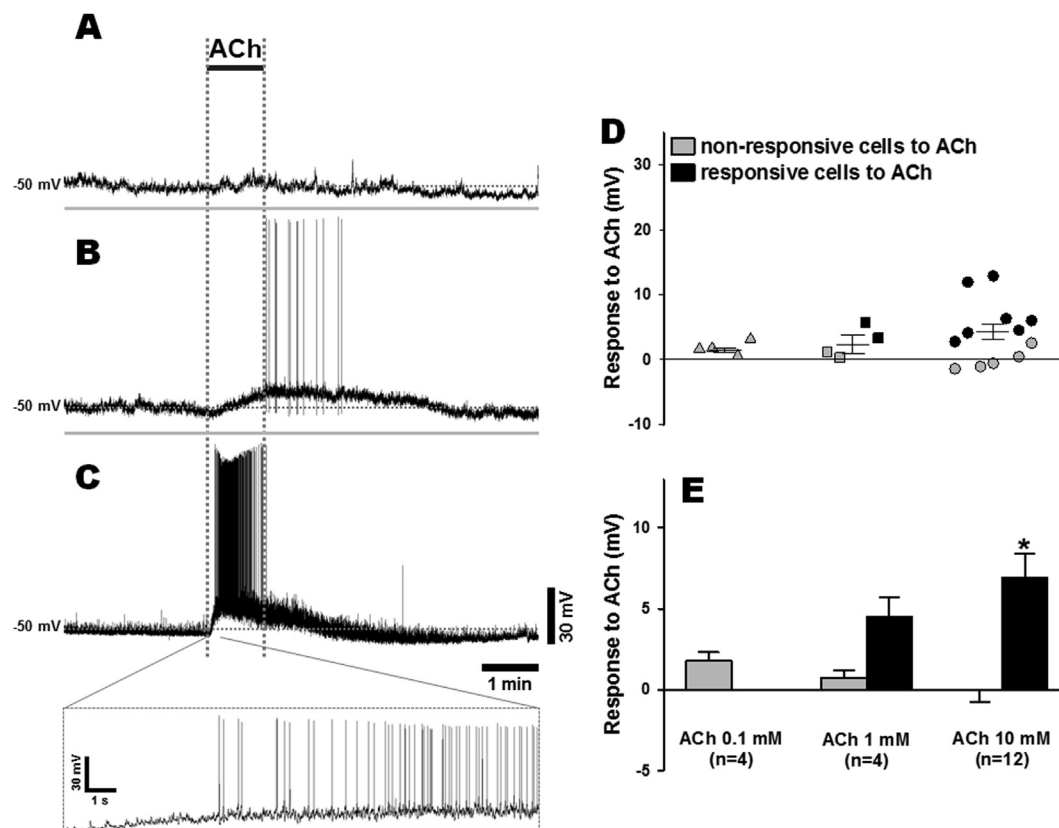 A
ACh
-50 mV
B
-50 mV
C
-50 mV
30 mV
1 min
30 mV
1 s
D
non-responsive cells to ACh
responsive cells to ACh
Response to ACh (mV)
30
20
10
0
-10
E
Response to ACh (mV)
10
5
0
-5
*
ACh 0.1 mM
(n=4)
ACh 1 mM
(n=4)
ACh 10 mM
(n=12)